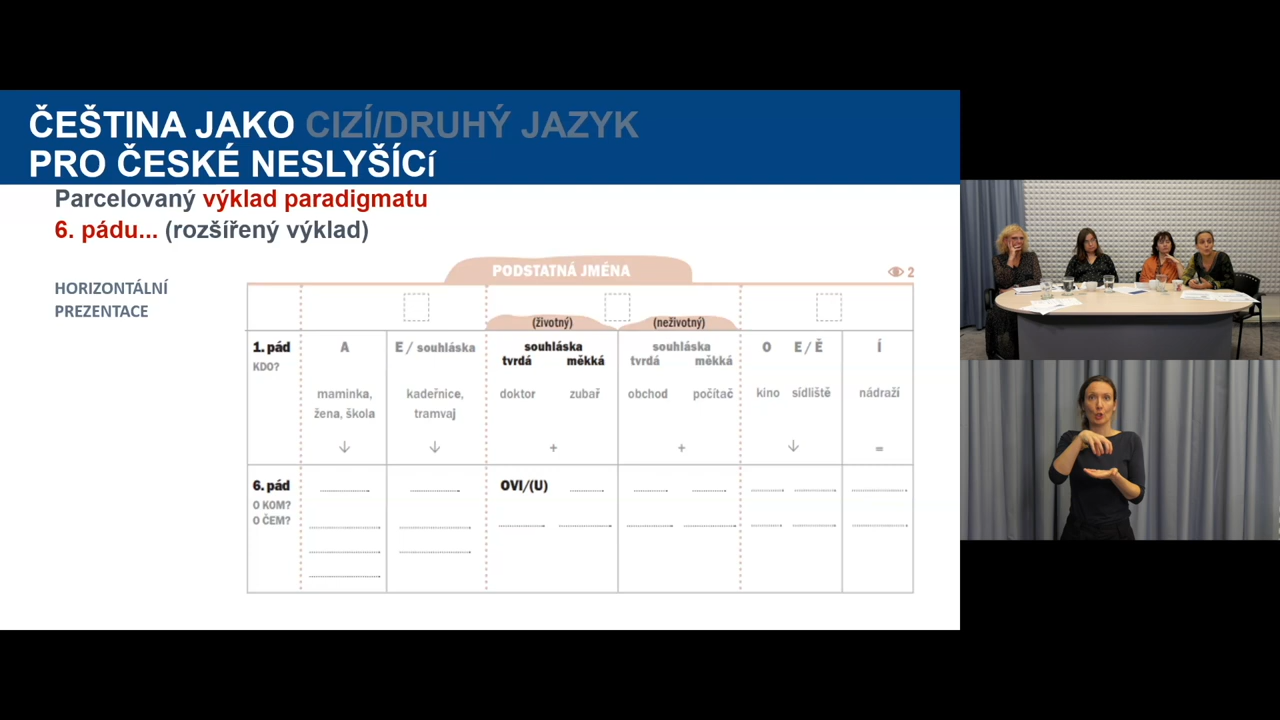 ČEŠTINA JAKO CIZÍ/DRUHÝ JAZYK
PRO ČESKÉ NESLYŠÍCÍ
Parcelovaný výklad paradigmatu
6. pádu... (rozšířený výklad)
HORIZONTÁLNÍ
PREZENTACE
PODSTATNÁ JMÉNA
2
(životný) (neživotný)
1. pád A E / souhláska souhláska souhláska O E / Ě Í
KDO? tvrdá měkká tvrdá měkká
maminka, kadeřnice, doktor zubař obchod počítač kino sídliště nádraží
žena, škola tramvaj
↓ ↓ + + ↓ =
6. pád OVI/(U)
O KOM?
O ČEM?